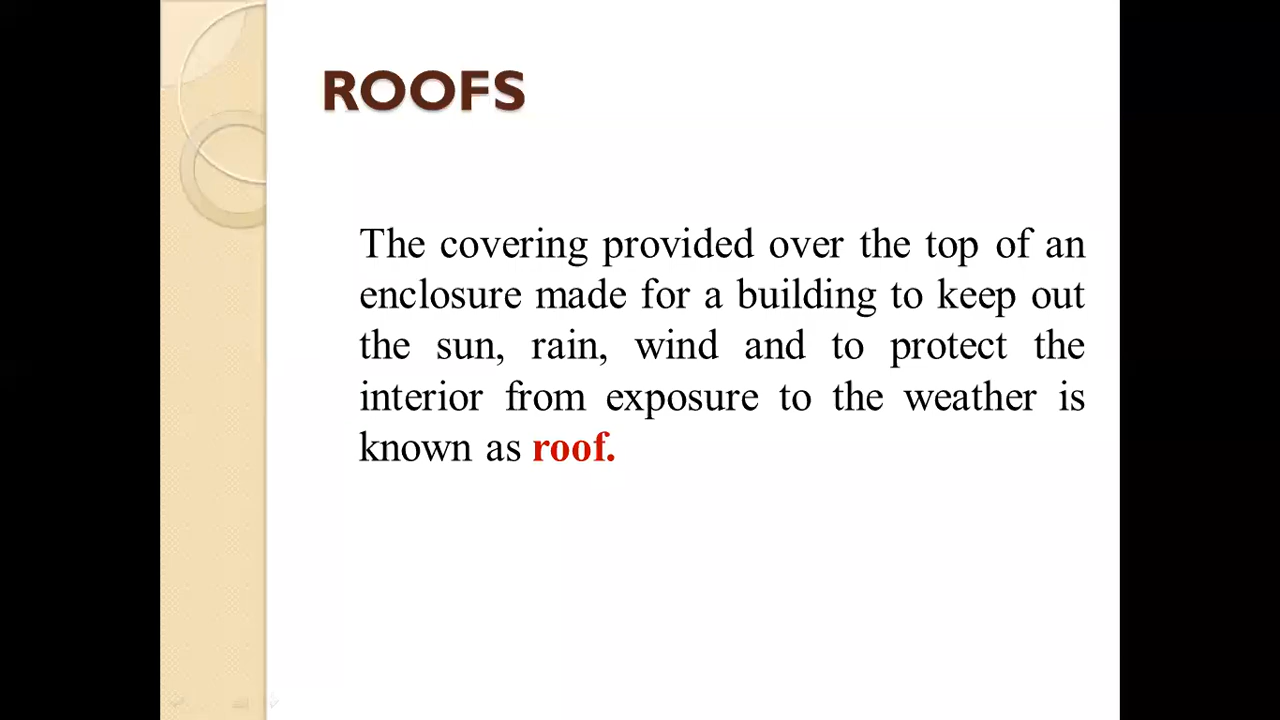 ROOFS
The covering provided over the top of an
enclosure made for a building to keep out
the sun, rain, wind and to protect the
interior from exposure to the weather is
known as roof.